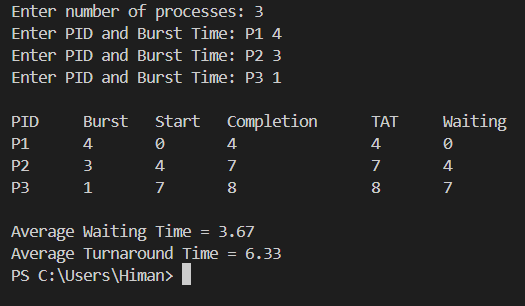 Enter number of processes: 3
Enter PID and Burst Time: P1 4
Enter PID and Burst Time: P2 3
Enter PID and Burst Time: P3 1
PID Burst Start Completion TAT Waiting
P1 4 0 4 4 0
P2 3 4 7 7 4
P3 1 7 8 8 7
Average Waiting Time = 3.67
Average Turnaround Time = 6.33
PS C:\Users\Himan>